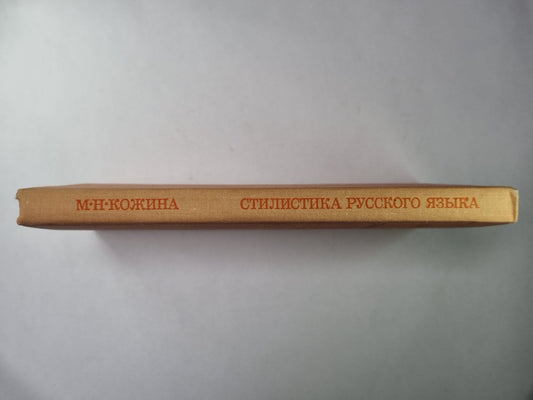 М·Н·КОЖИНА СТИЛИСТИКА РУССКОГО ЯЗЫКА